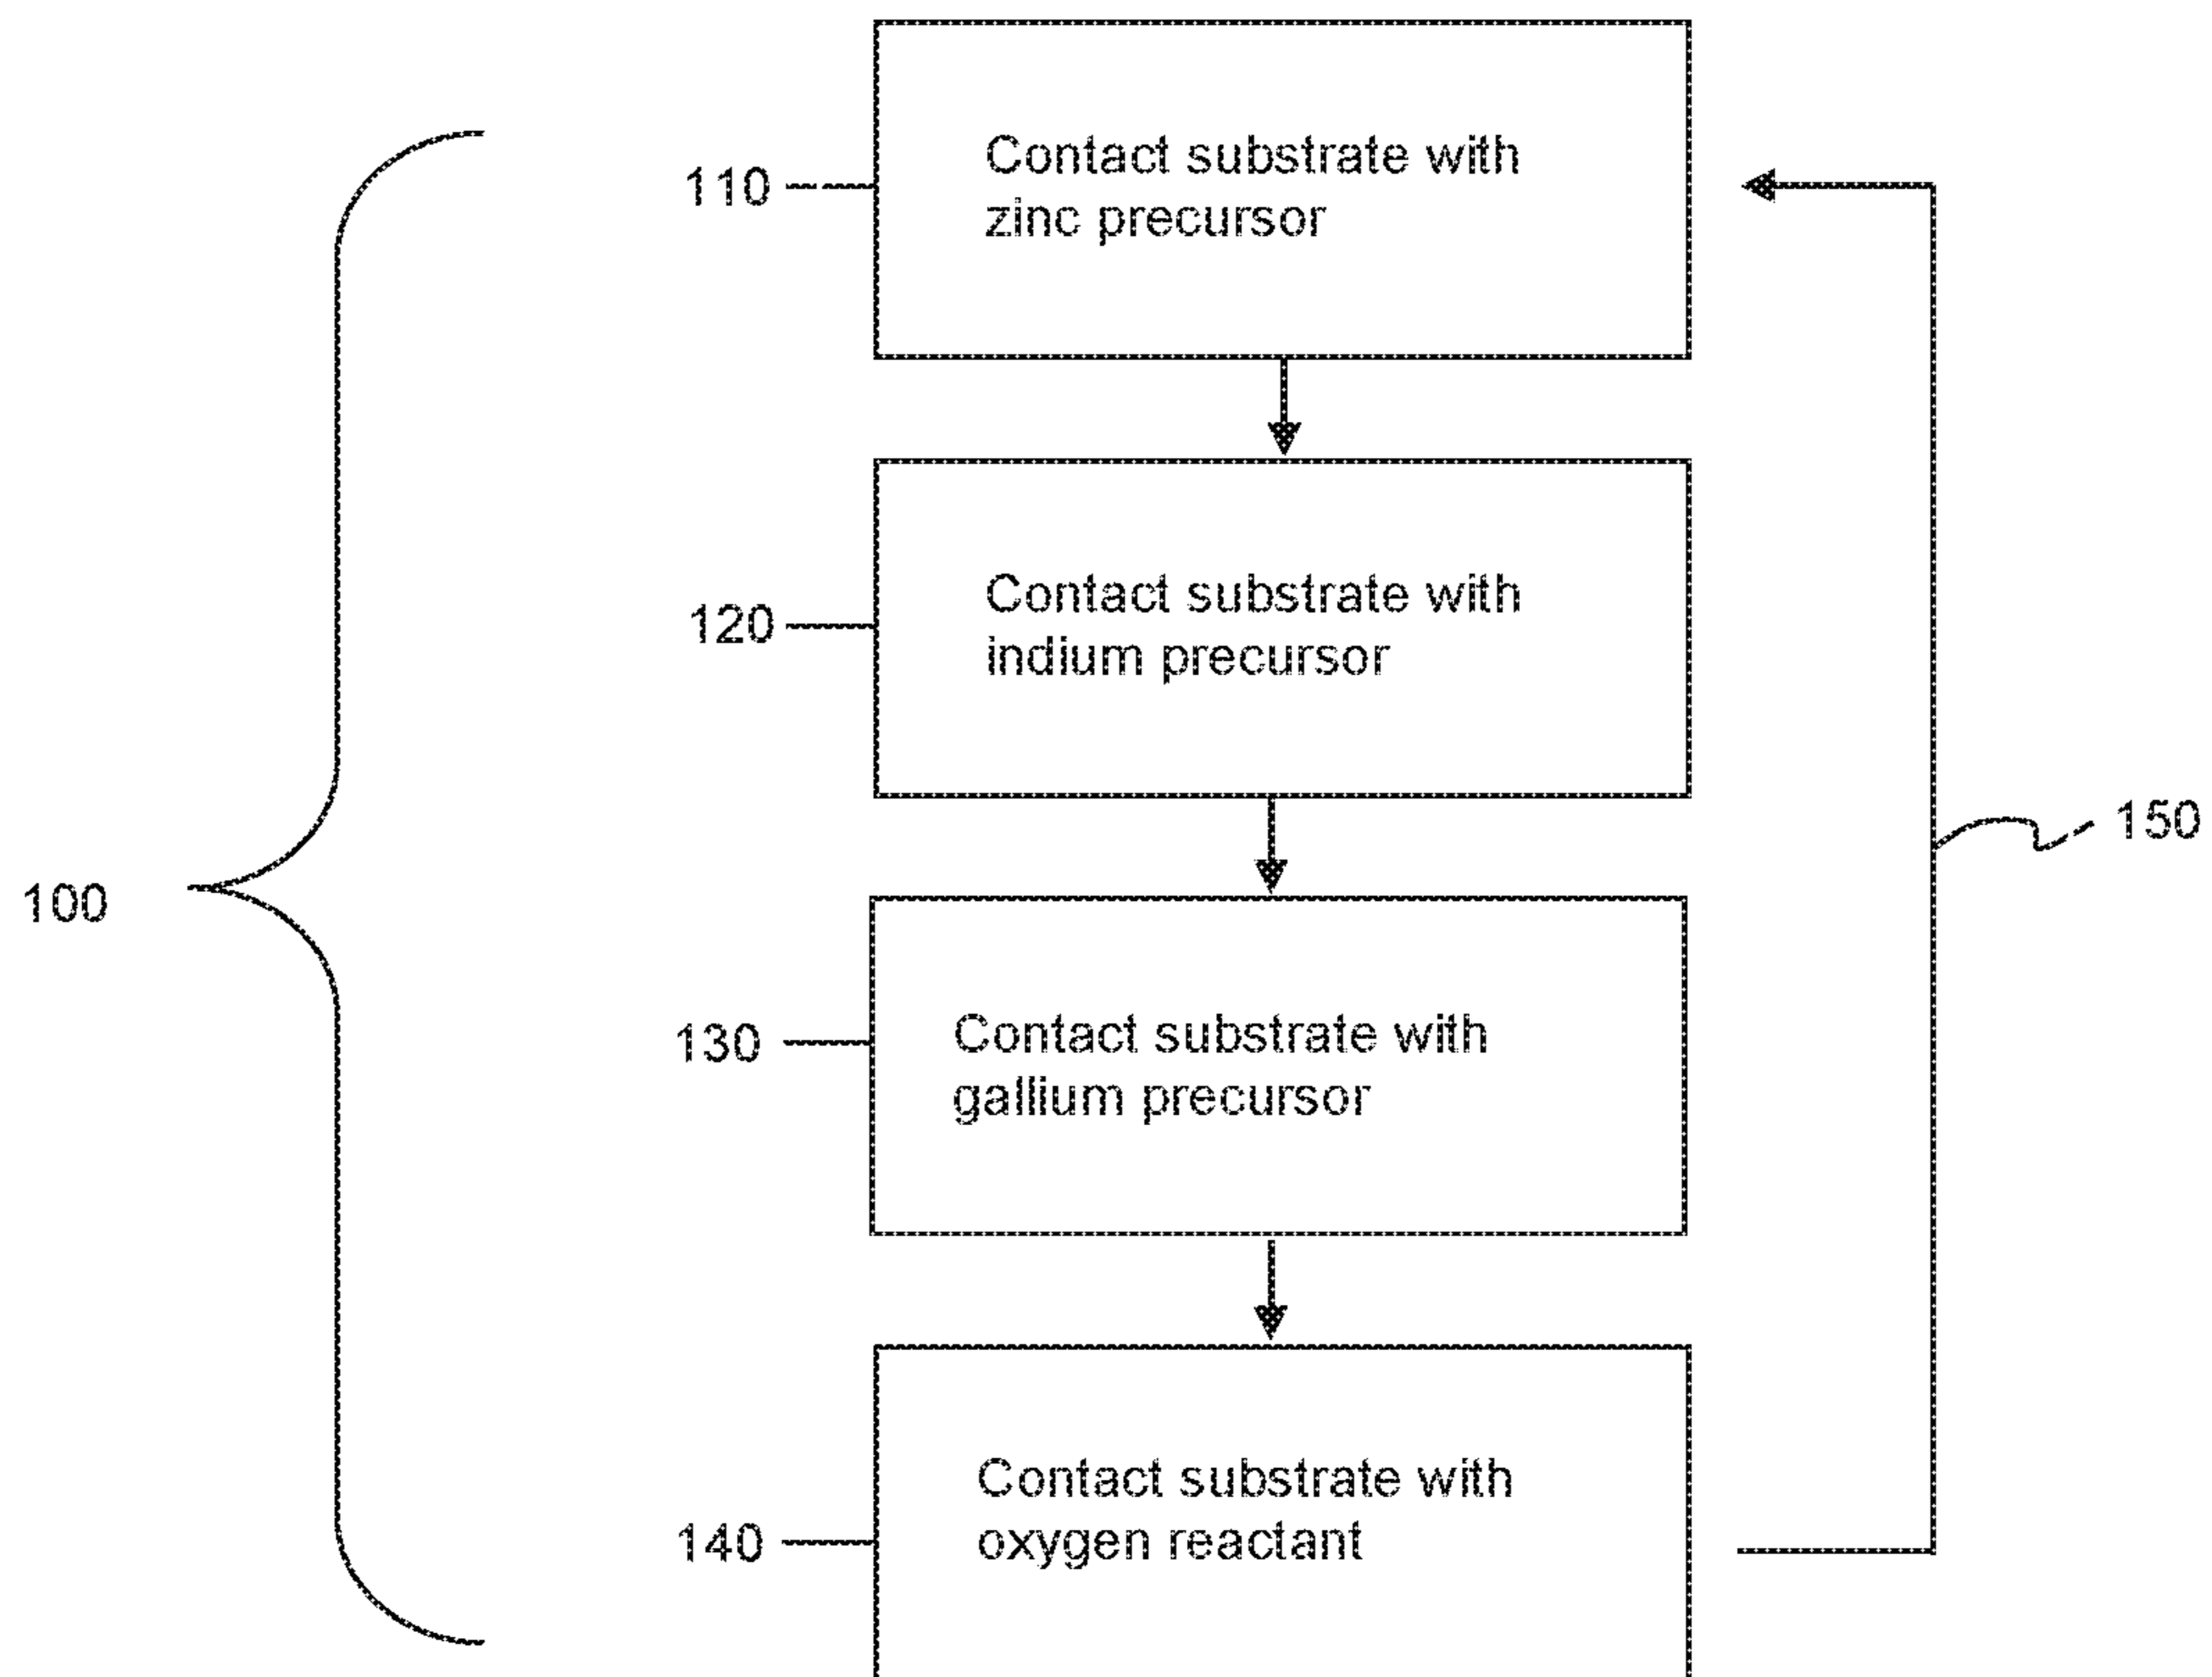 110
Contact substrate with
zinc precursor
120
Contact substrate with
indium precursor
150
100
130
Contact substrate with
gallium precursor
140
Contact substrate with
oxygen reactant